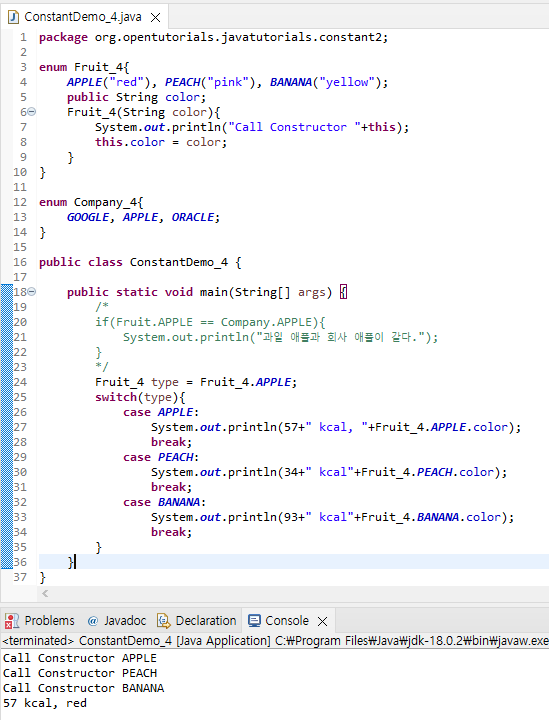 ConstantDemo_4.java
1 package org.opentutorials.javatutorials.constant2;
2
3 enum Fruit_4{
4     APPLE("red"), PEACH("pink"), BANANA("yellow");
5     public String color;
6     Fruit_4(String color){
7         System.out.println("Call Constructor "+this);
8         this.color = color;
9     }
10 }
11
12 enum Company_4{
13     GOOGLE, APPLE, ORACLE;
14 }
15
16 public class ConstantDemo_4 {
17
18     public static void main(String[] args) {
19         /*
20         if(Fruit.APPLE == Company.APPLE){
21             System.out.println("과일 애플과 회사 애플이 같다.");
22         }
23         */
24         Fruit_4 type = Fruit_4.APPLE;
25         switch(type){
26             case APPLE:
27                 System.out.println(57+" kcal, "+Fruit_4.APPLE.color);
28                 break;
29             case PEACH:
30                 System.out.println(34+" kcal"+Fruit_4.PEACH.color);
31                 break;
32             case BANANA:
33                 System.out.println(93+" kcal"+Fruit_4.BANANA.color);
34                 break;
35         }
36     }
37 }
Problems @ Javadoc Declaration Console
<terminated> ConstantDemo_4 [Java Application] C:₩Program Files₩Java₩jdk-18.0.2₩bin₩javaw.exe
Call Constructor APPLE
Call Constructor PEACH
Call Constructor BANANA
57 kcal, red